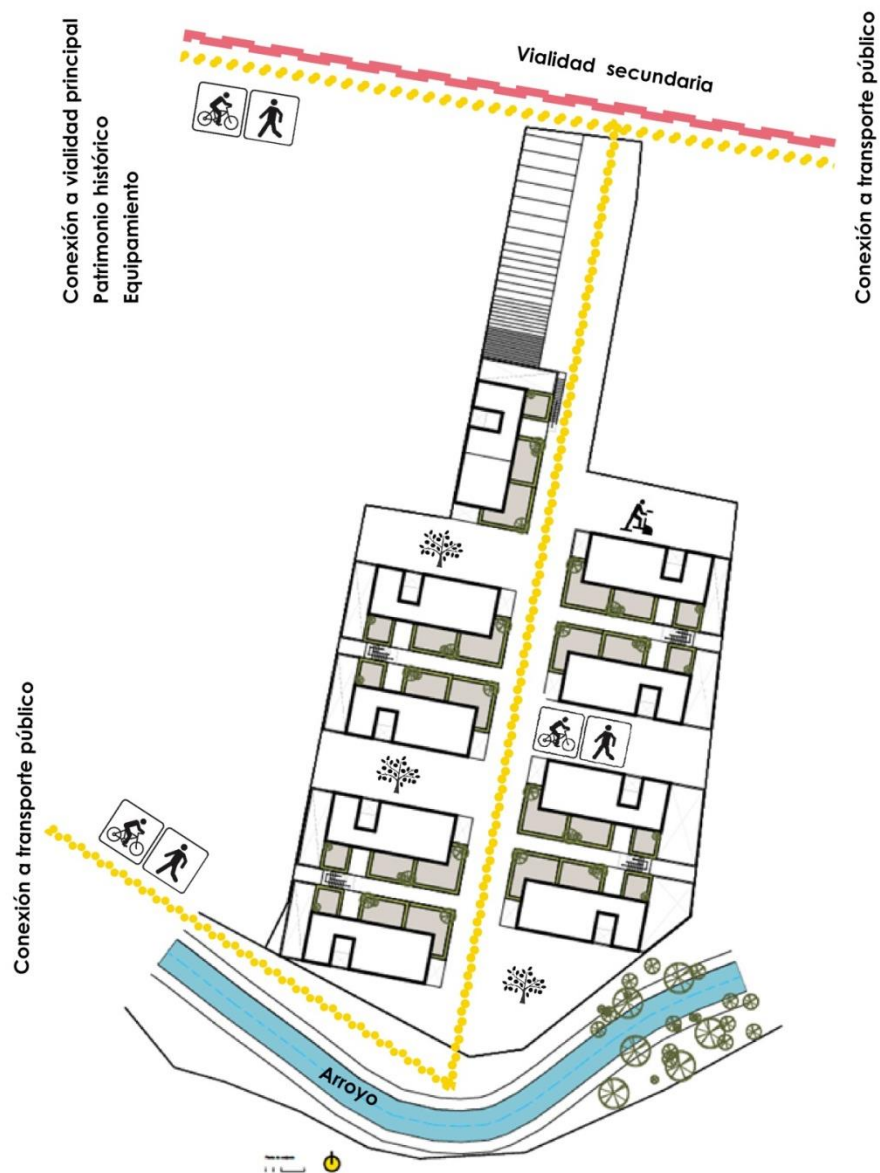 Vialidad secundaria
Conexión a vialidad principal
Patrimonio histórico
Equipamiento
Conexión a transporte público
Conexión a transporte público
Arroyo